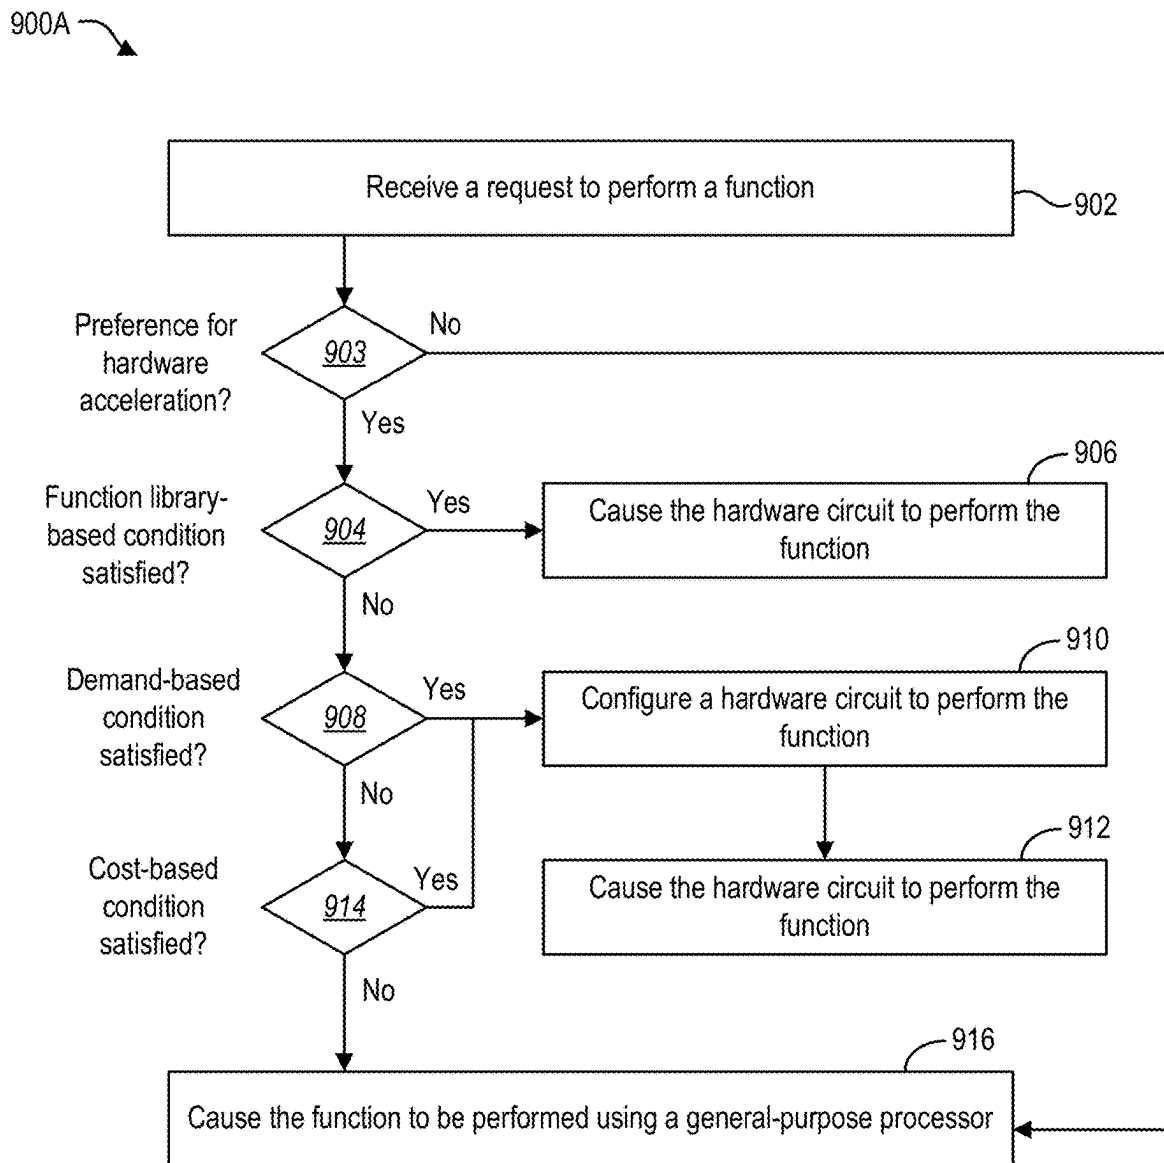 900A
Receive a request to perform a function
902
Preference for
hardware
acceleration?
903
No
Yes
Function library-
based condition
satisfied?
904
Yes
906
Cause the hardware circuit to perform the
function
No
Demand-based
condition
satisfied?
908
Yes
910
Configure a hardware circuit to perform the
function
No
912
Cause the hardware circuit to perform the
function
Cost-based
condition
satisfied?
914
Yes
No
916
Cause the function to be performed using a general-purpose processor